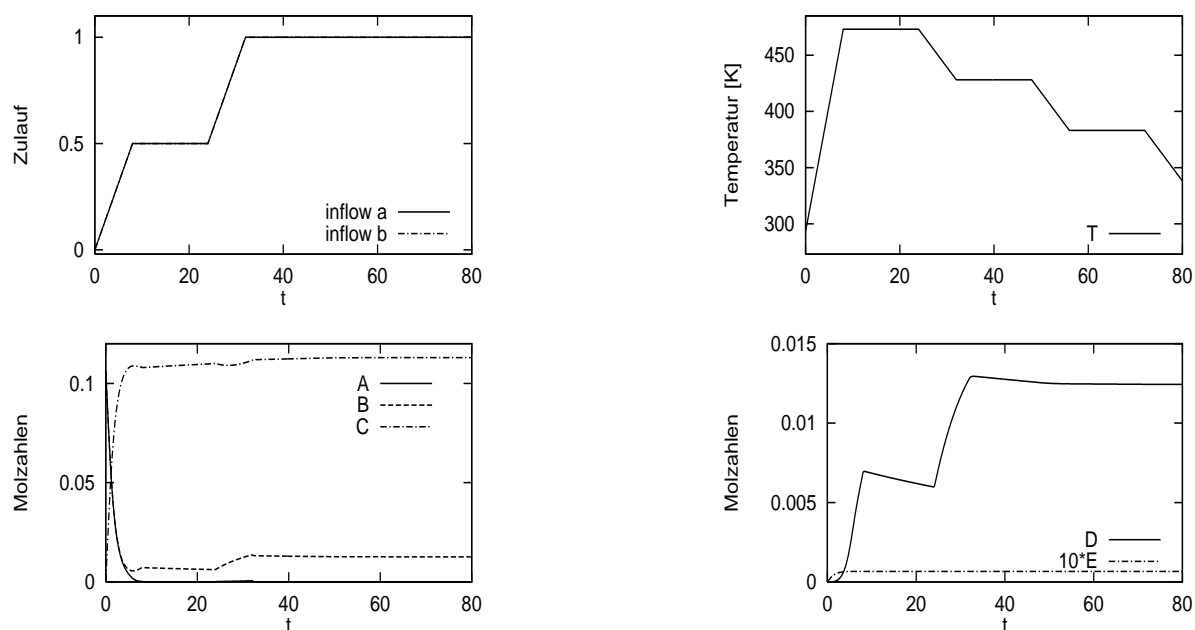 Zulauf
1
0.5
0
inflow a
inflow b
0 20 40 60 80
t
Temperatur [K]
450
400
350
300
T
0 20 40 60 80
t
Molzahlen
0.1
0.05
0
A
B
C
0 20 40 60 80
t
Molzahlen
0.015
0.01
0.005
0
D
10*E
0 20 40 60 80
t